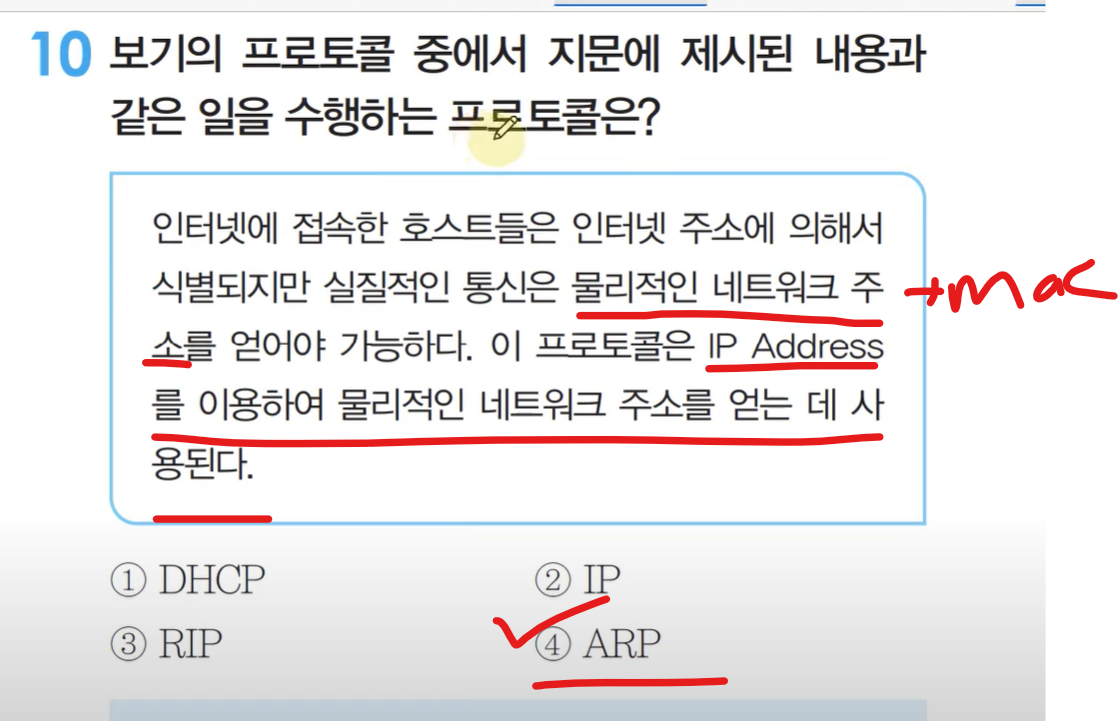 10 보기의 프로토콜 중에서 지문에 제시된 내용과
같은 일을 수행하는 프로토콜은?
인터넷에 접속한 호스트들은 인터넷 주소에 의해서
식별되지만 실질적인 통신은 물리적인 네트워크 주 → mac
소를 얻어야 가능하다. 이 프로토콜은 IP Address
를 이용하여 물리적인 네트워크 주소를 얻는 데 사
용된다.
① DHCP ② IP
③ RIP ④ ARP